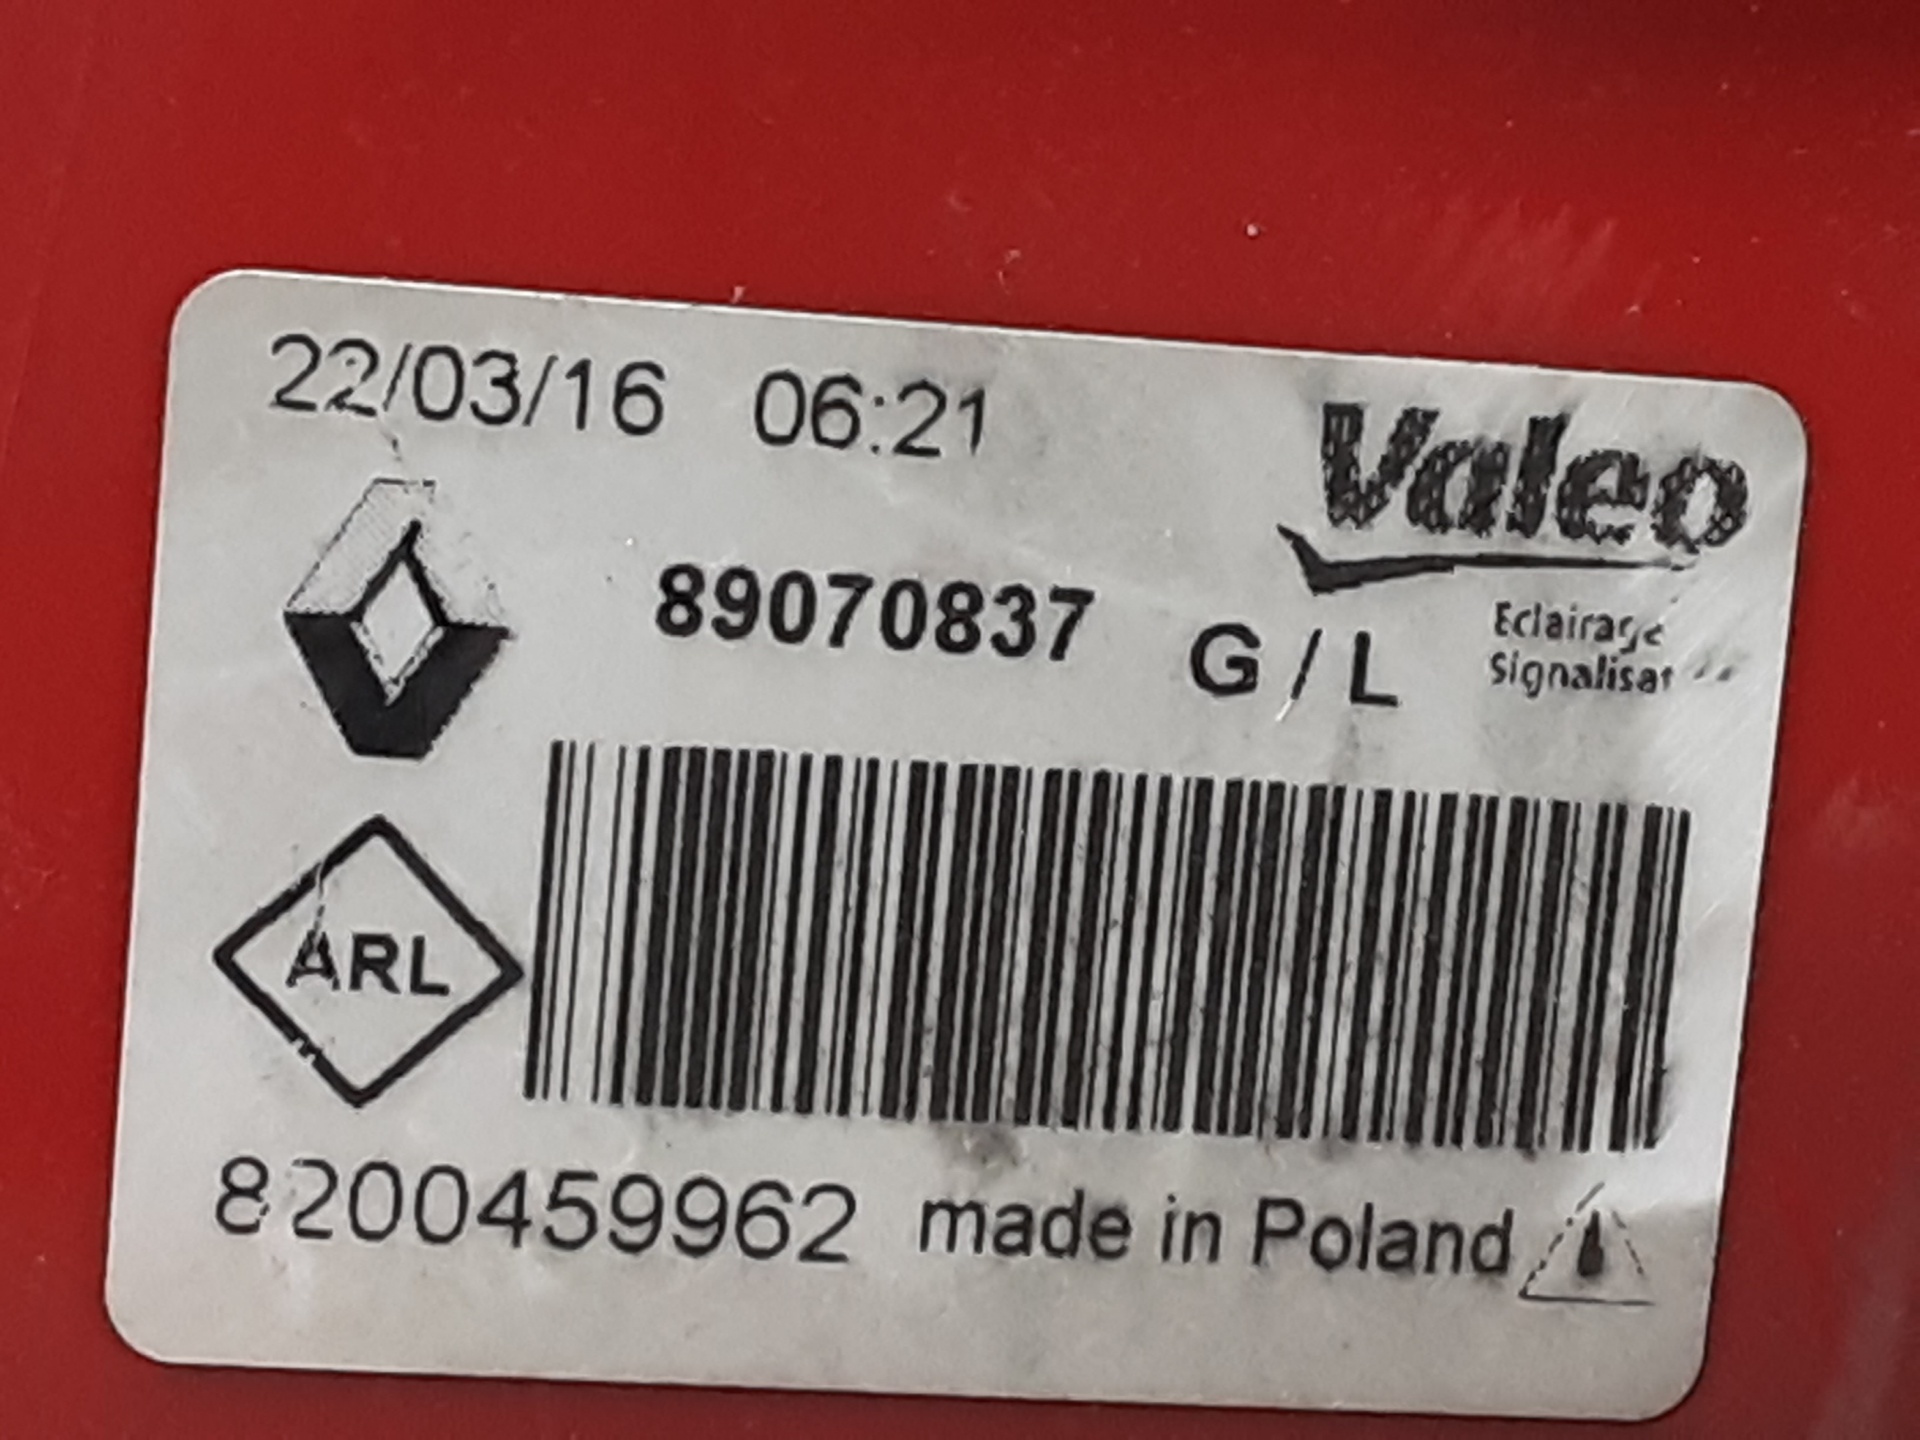 22/03/16 06:21
Valeo
89070837 G / L
Eclairage
ARL
8200459962 made in Poland